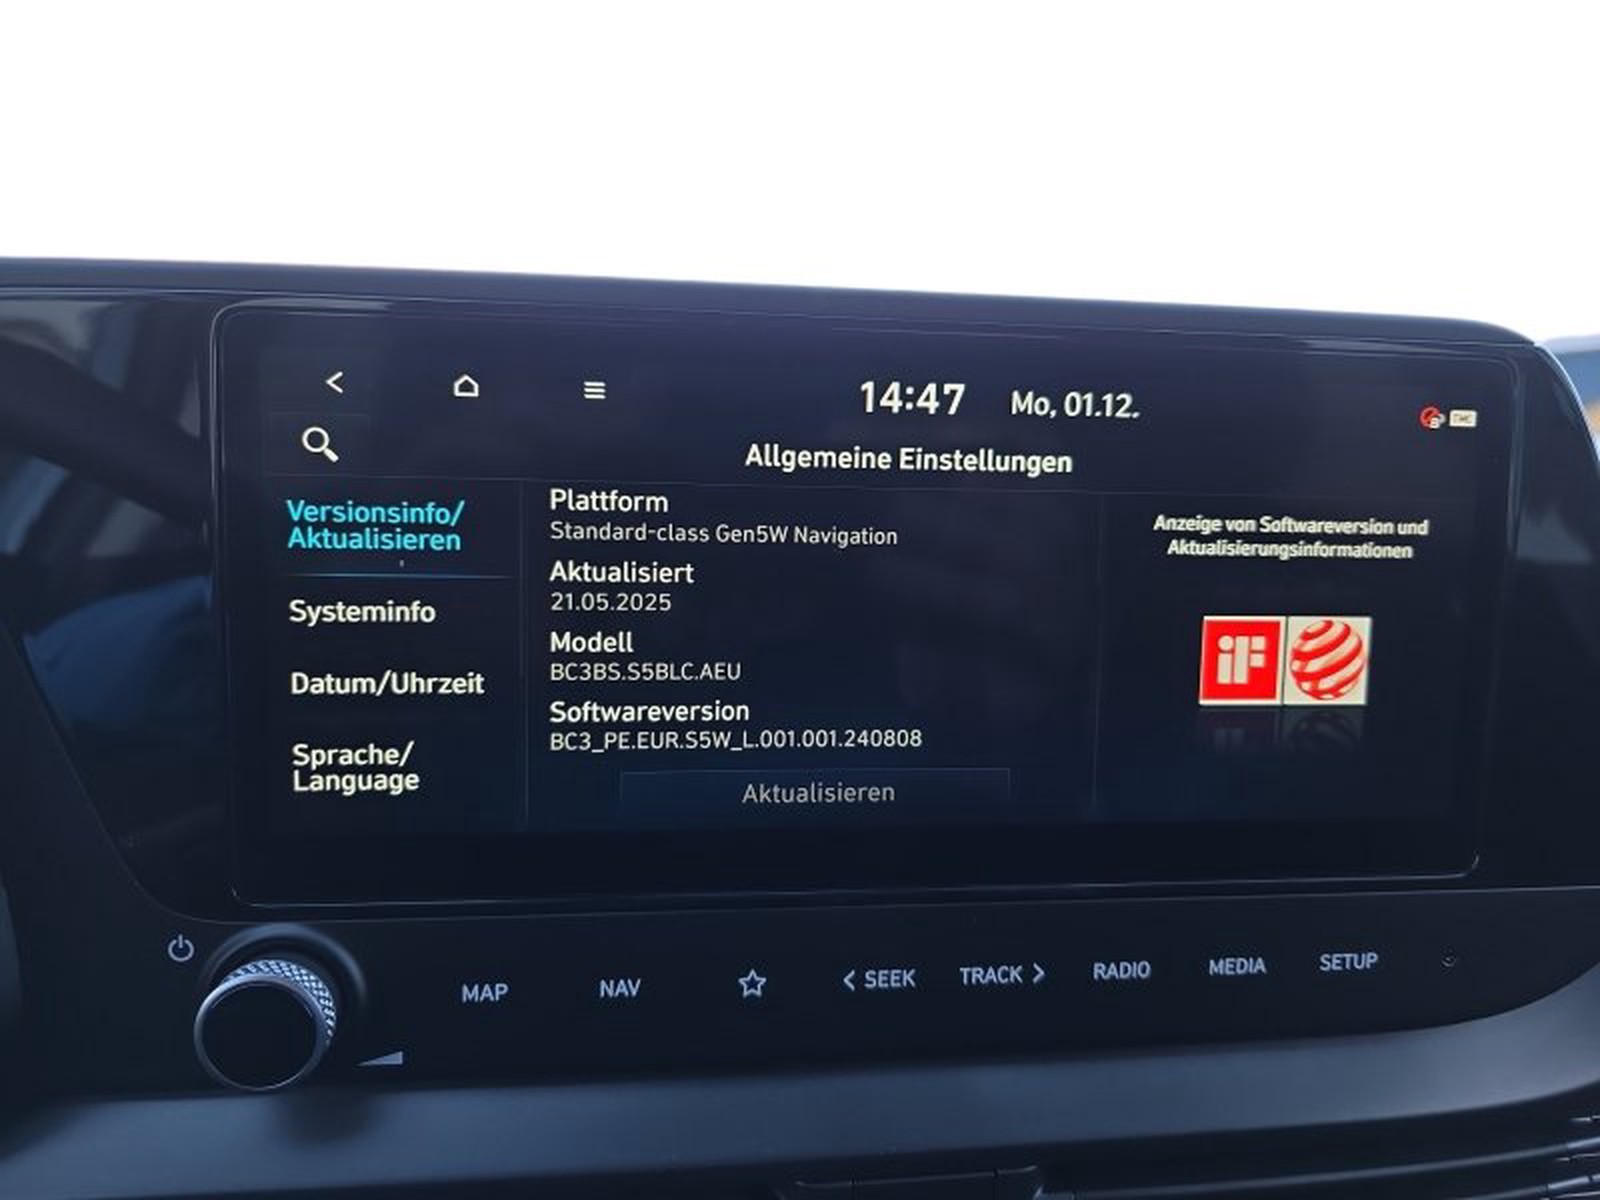 14:47 Mo, 01.12.
TMC
Allgemeine Einstellungen
Versionsinfo/
Aktualisieren
Systeminfo
Datum/Uhrzeit
Sprache/
Language
Plattform
Standard-class Gen5W Navigation
Aktualisiert
21.05.2025
Modell
BC3BS.S5BLC.AEU
Softwareversion
BC3_PE.EUR.S5W_L.001.001.240808
Aktualisieren
Anzeige von Softwareversion und
Aktualisierungsinformationen
iF
MAP NAV < SEEK TRACK > RADIO MEDIA SETUP